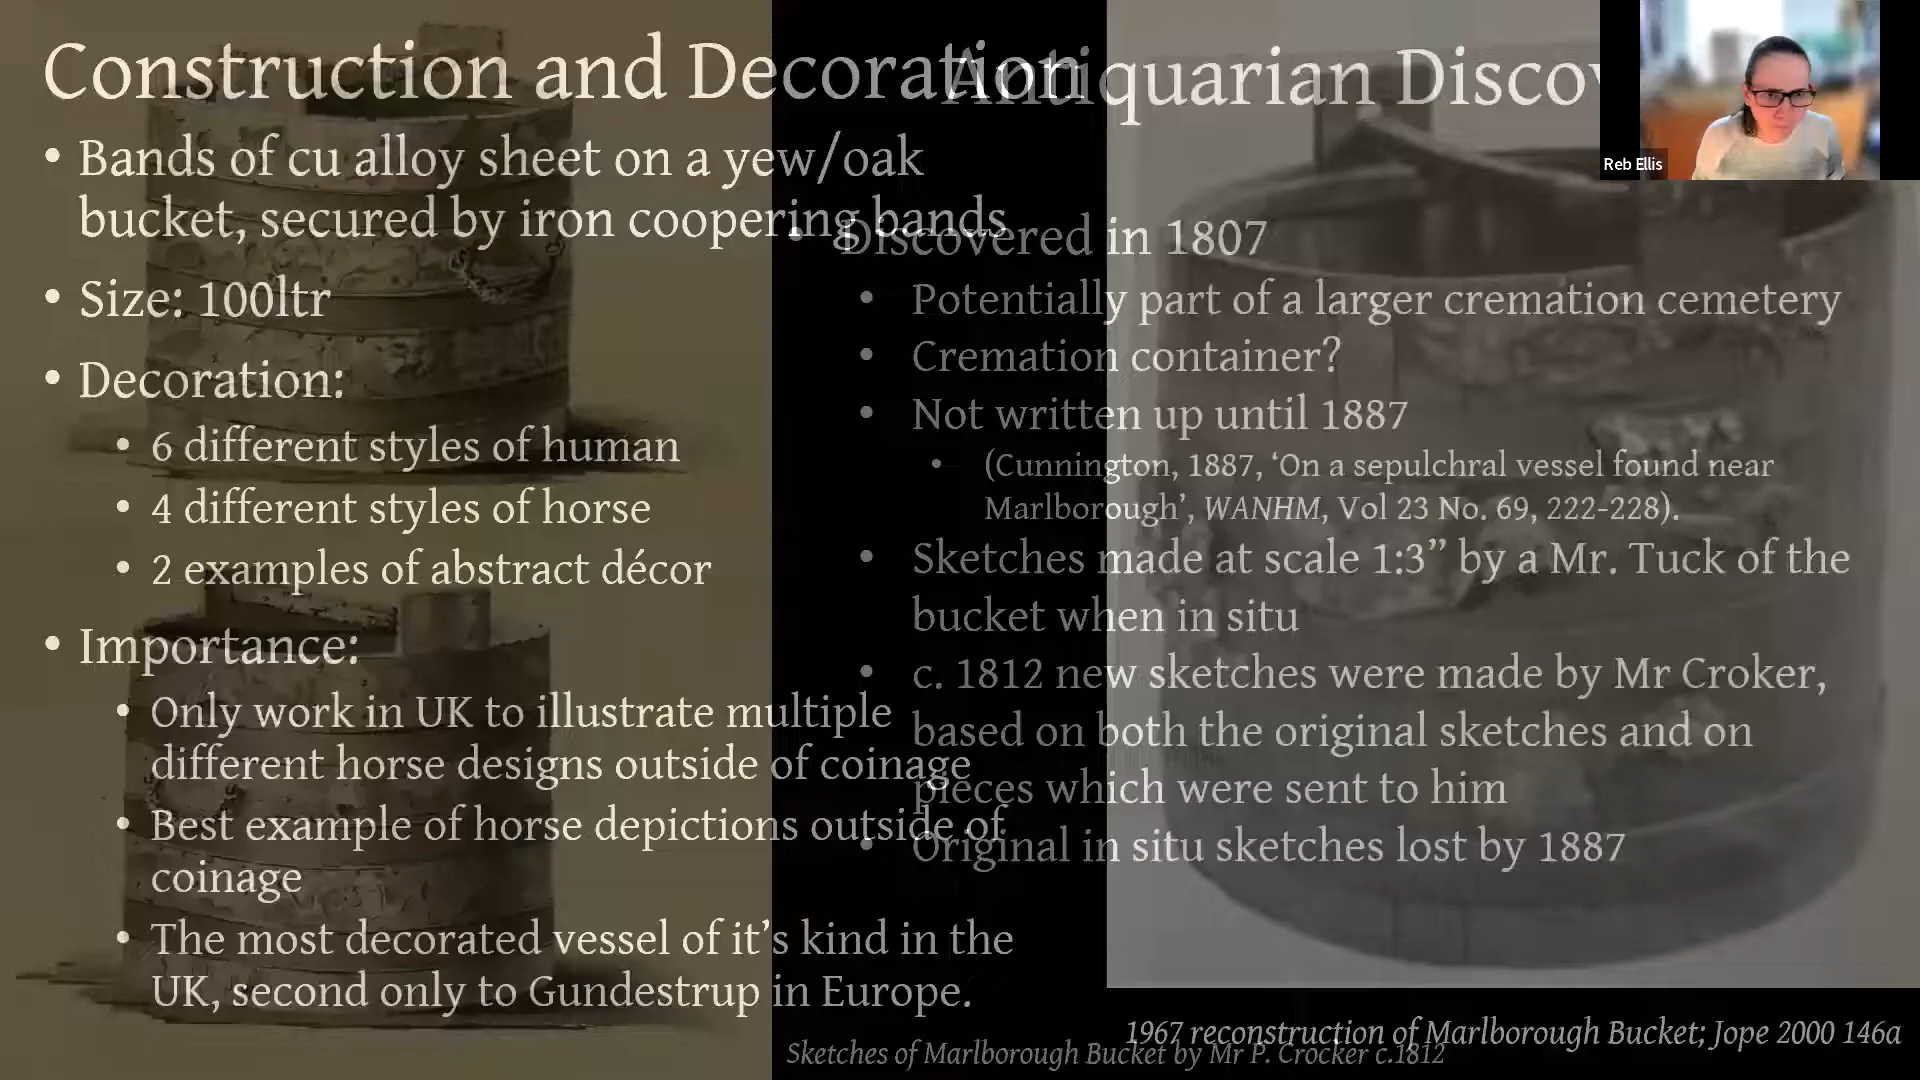 Construction and Decoration
• Bands of cu alloy sheet on a yew/oak
bucket, secured by iron coopering bands
• Size: 100ltr
• Decoration:
• 6 different styles of human
• 4 different styles of horse
• 2 examples of abstract décor
• Importance:
• Only work in UK to illustrate multiple
different horse designs outside of coinage
• Best example of horse depictions outside of
coinage
• The most decorated vessel of it’s kind in the
UK, second only to Gundestrup in Europe.
Antiquarian Discov
• Discovered in 1807
• Potentially part of a larger cremation cemetery
• Cremation container?
• Not written up until 1887
• (Cunnington, 1887, ‘On a sepulchral vessel found near
Marlborough’, WANHM, Vol 23 No. 69, 222-228).
• Sketches made at scale 1:3” by a Mr. Tuck of the
bucket when in situ
• c. 1812 new sketches were made by Mr Croker,
based on both the original sketches and on
pieces which were sent to him
• Original in situ sketches lost by 1887
1967 reconstruction of Marlborough Bucket; Jope 2000 146a
Sketches of Marlborough Bucket by Mr P. Crocker c.1812
Reb Ellis